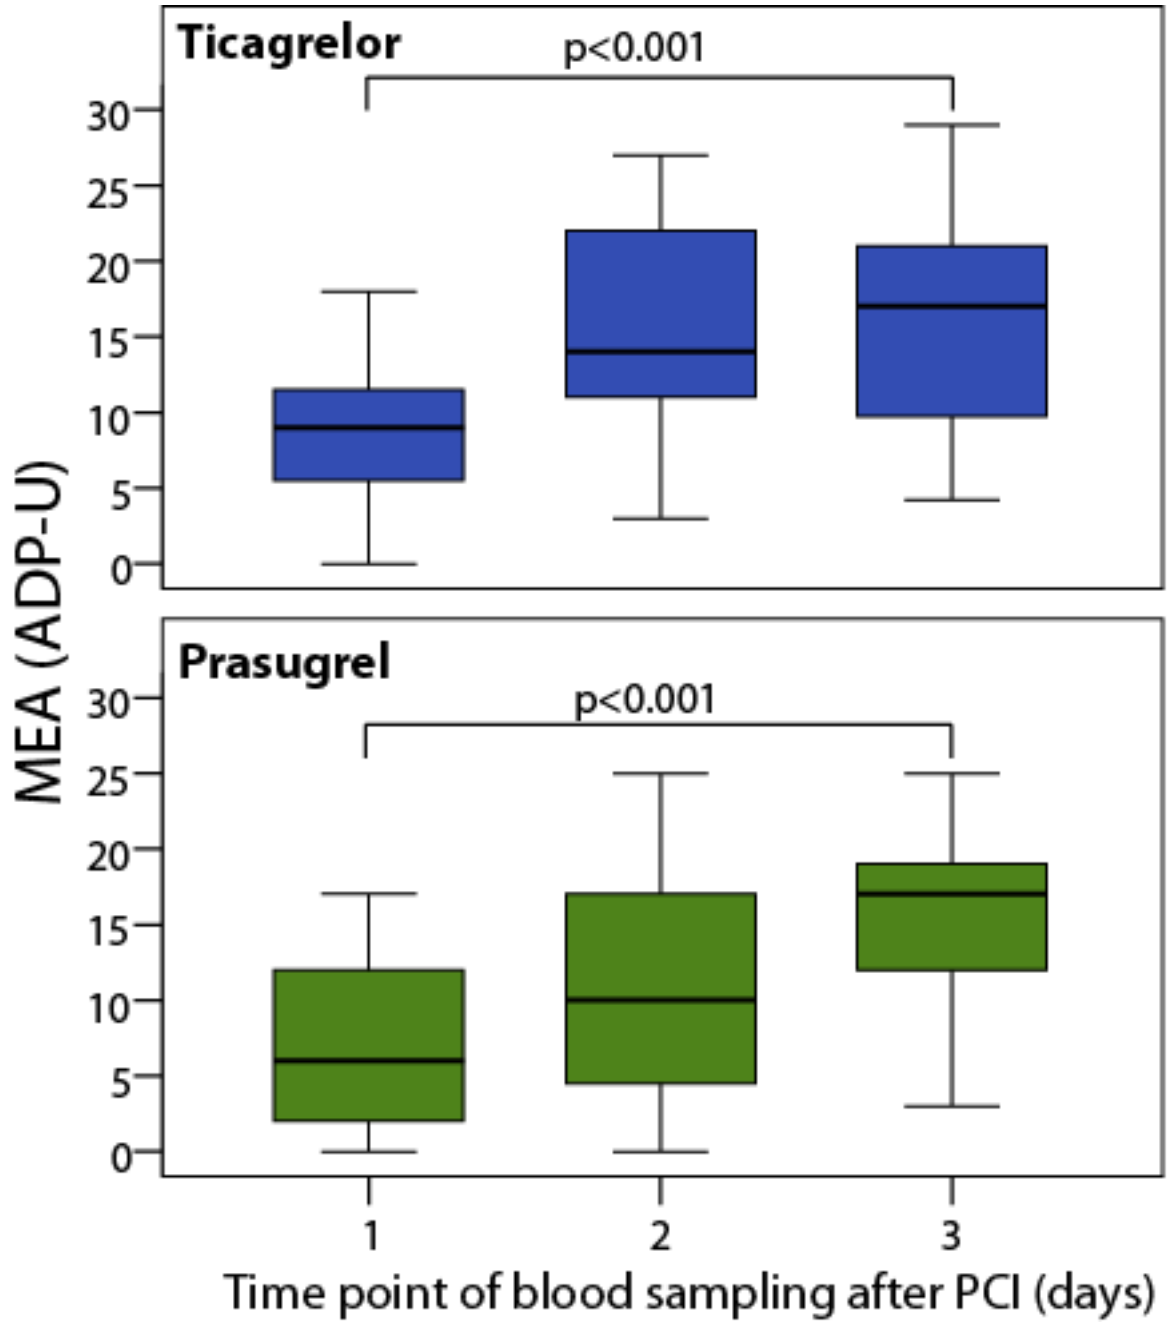 Ticagrelor
p<0.001
30
25
20
15
10
5
0
MEA (ADP-U)
Prasugrel
p<0.001
30
25
20
15
10
5
0
1 2 3
Time point of blood sampling after PCI (days)